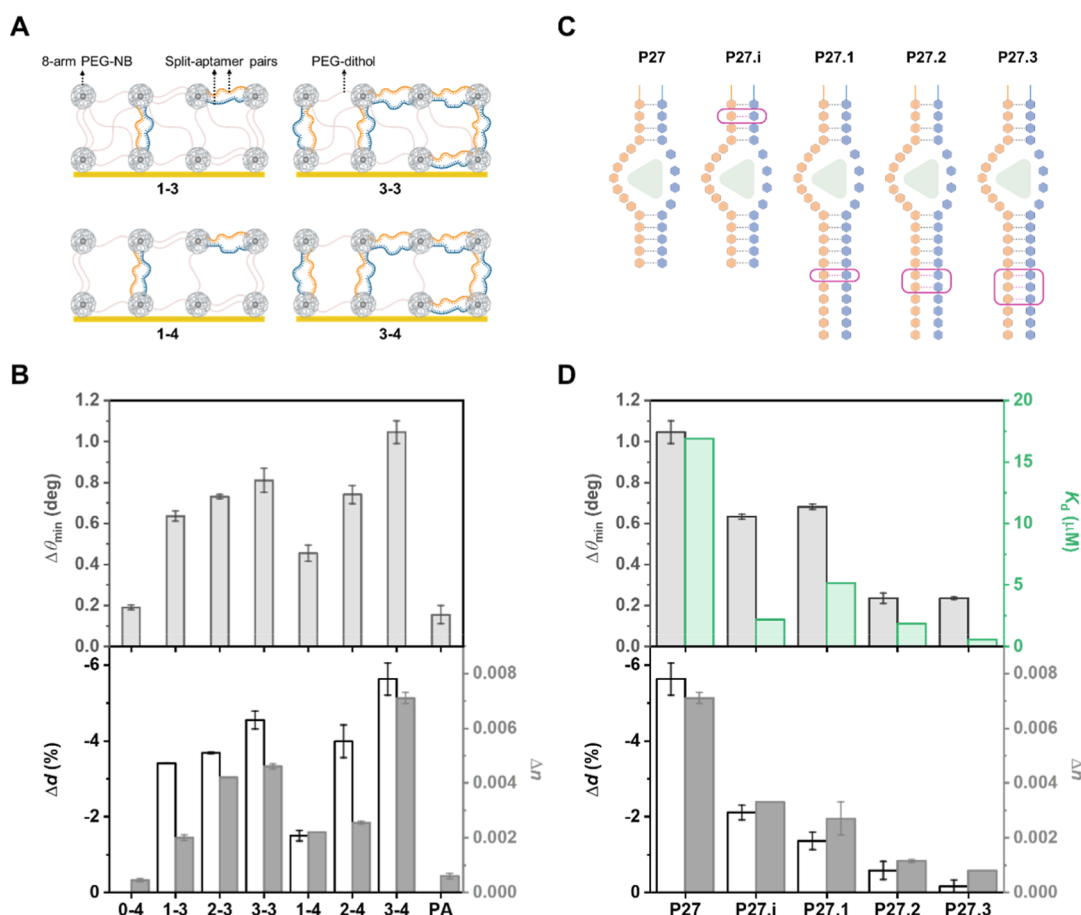 A
8-arm PEG-NB
Split-aptamer pairs
PEG-dithol
1-3
3-3
1-4
3-4
C
P27
P27.i
P27.1
P27.2
P27.3
B
1.2
1.0
0.8
0.6
0.4
0.2
0.0
Δθmin (deg)
-6
-4
-2
0
Δd (%)
0.008
0.006
0.004
0.002
0.000
Δn
0-4
1-3
2-3
3-3
1-4
2-4
3-4
PA
D
1.2
1.0
0.8
0.6
0.4
0.2
0.0
Δθmin (deg)
20
15
10
5
0
Kd (μM)
-6
-4
-2
0
Δd (%)
0.008
0.006
0.004
0.002
0.000
Δn
P27
P27.i
P27.1
P27.2
P27.3